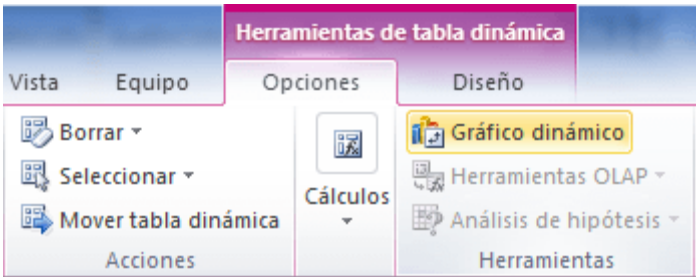 Herramientas de tabla dinámica
Vista Equipo Opciones Diseño
Borrar
Seleccionar
Mover tabla dinámica
Acciones
Cálculos
Gráfico dinámico
Herramientas OLAP
Análisis de hipótesis
Herramientas